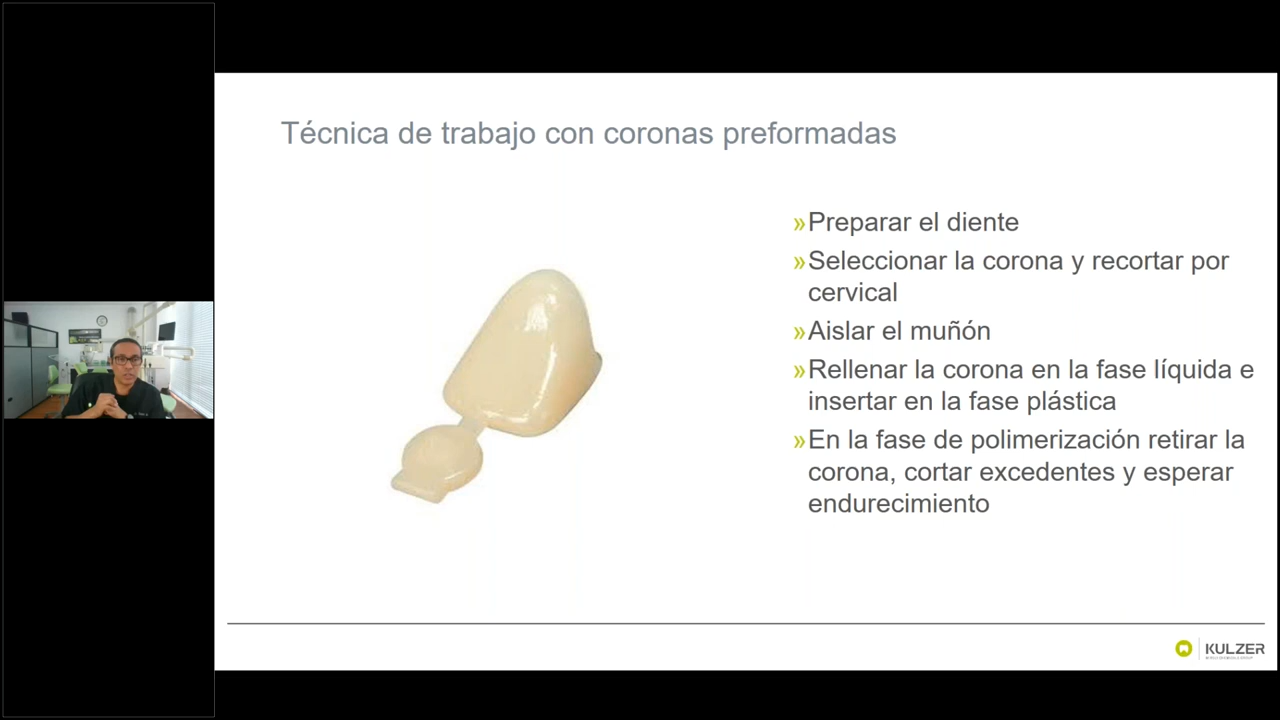 Técnica de trabajo con coronas preformadas
»Preparar el diente
»Seleccionar la corona y recortar por
cervical
»Aislar el muñón
»Rellenar la corona en la fase líquida e
insertar en la fase plástica
»En la fase de polimerización retirar la
corona, cortar excedentes y esperar
endurecimiento
KULZER